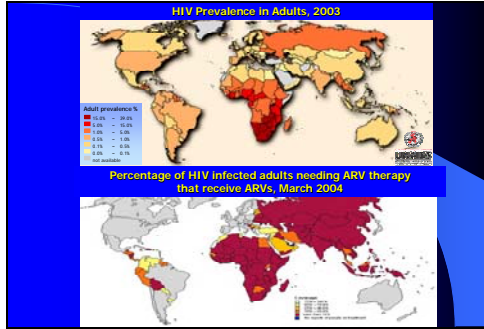 HIV Prevalence in Adults, 2003
Adult prevalence %
15.0% – 39.0%
5.0% – 15.0%
1.0% – 5.0%
0.5% – 1.0%
0.1% – 0.5%
0.0% – 0.1%
not available
Percentage of HIV infected adults needing ARV therapy
that receive ARVs, March 2004